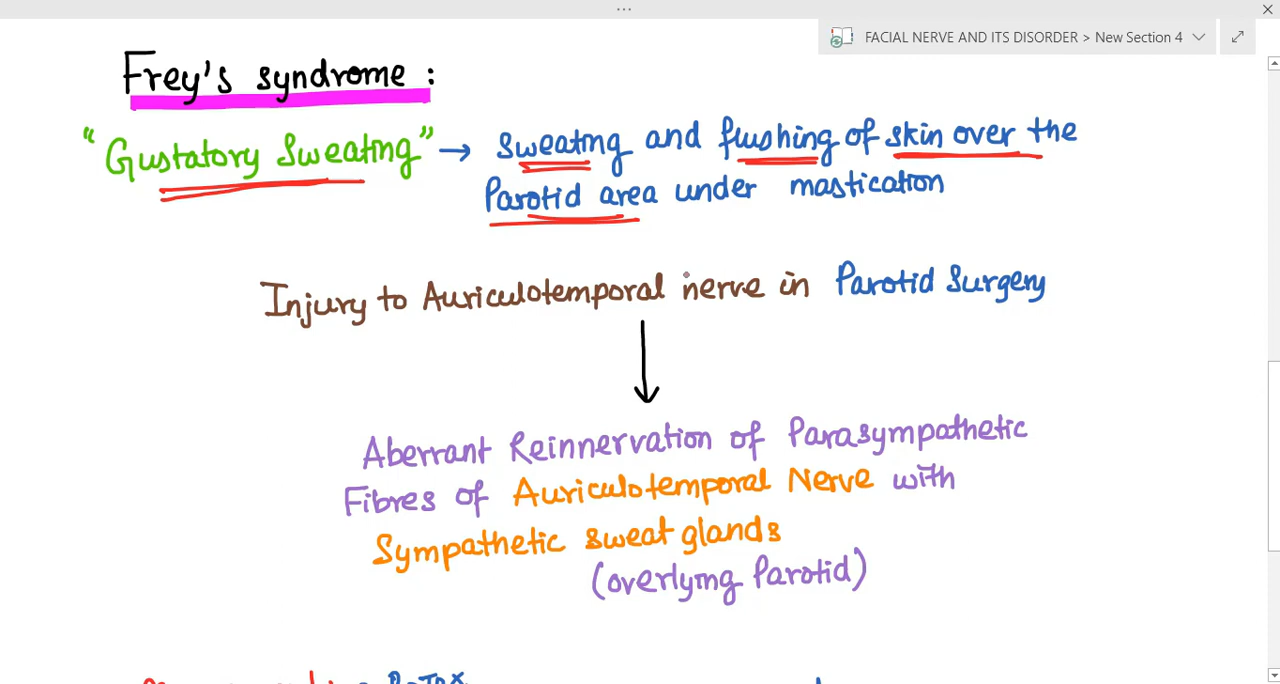 FACIAL NERVE AND ITS DISORDER > New Section 4
Frey's syndrome :
"Gustatory Sweating" → Sweating and flushing of skin over the
Parotid area under mastication
Injury to Auriculotemporal nerve in Parotid Surgery
Aberrant Reinnervation of Parasympathetic
Fibres of Auriculotemporal Nerve with
Sympathetic sweat glands
(overlying Parotid)